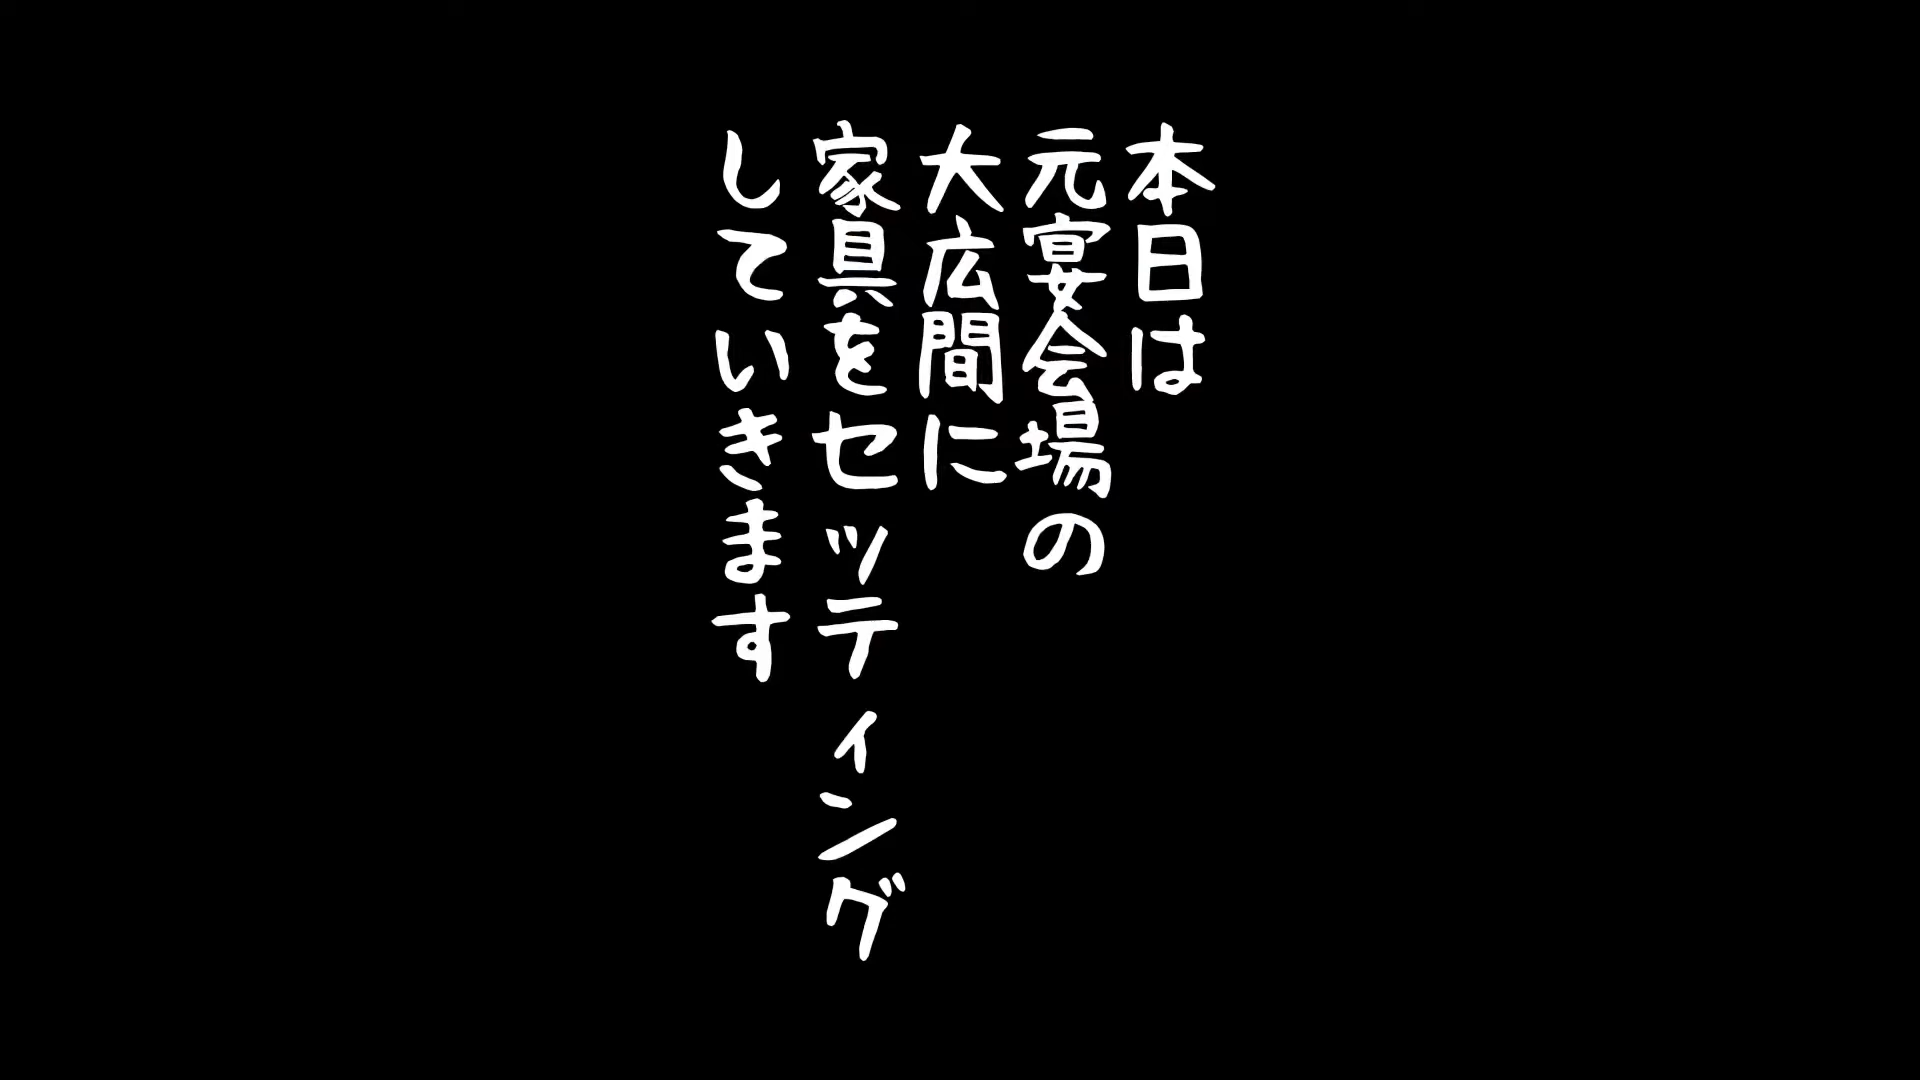 本日は
元宴会場の
大広間に
家具をセッティング
していきます